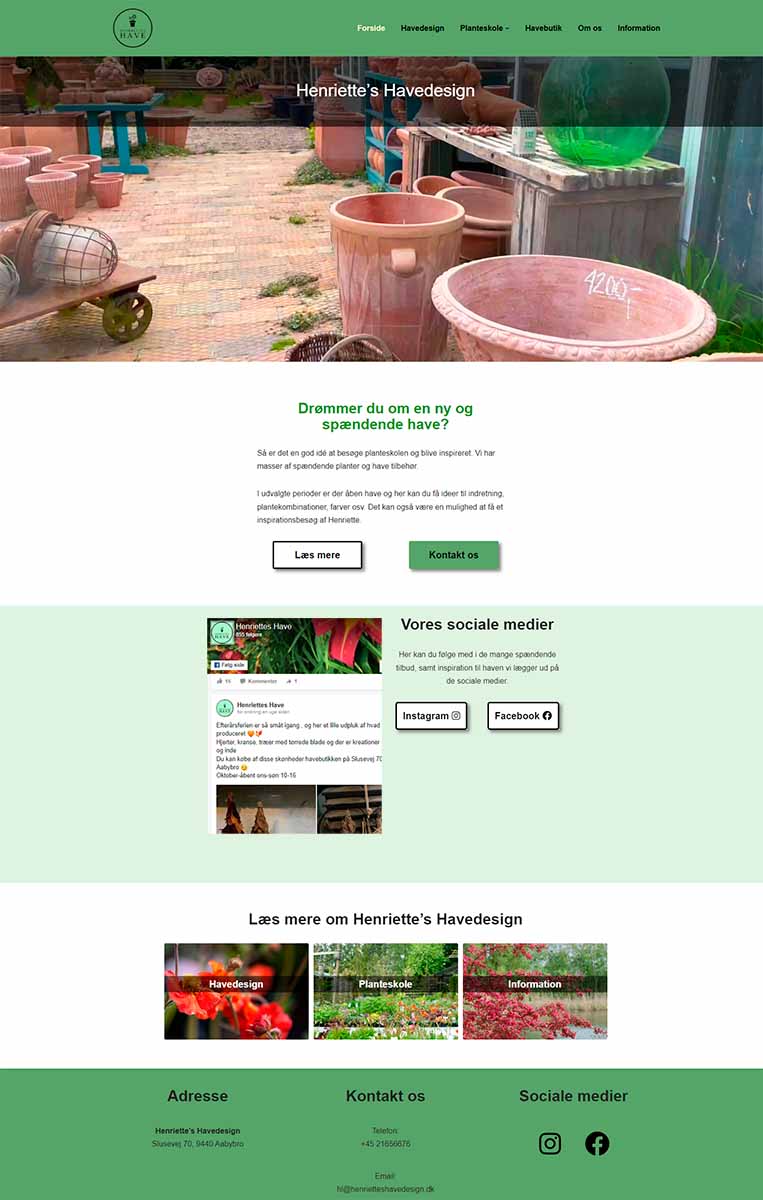 HAVE
Forside
Havedesign
Planteskole
Havebutik
Om os
Information
Henriette’s Havedesign
4200,-
Drømmer du om en ny og
spændende have?
Så er det en god idé at besøge planteskolen og blive inspireret. Vi har
masser af spændende planter og have tilbehør.
I udvalgte perioder er der åben have og her kan du få ideer til indretning,
plantekombinationer, farver osv. Det kan også være en mulighed at få et
inspirationsbesøg af Henriette.
Læs mere
Kontakt os
Henriettes Have
855 følgere
Følg side
Kommenter
1
Henriettes Have
for omkring en uge siden
Efterårsferien er så småt igang.. og her et lille udpluk af hvad
produceret
Hjerter, kranse, træer med tørrede blade og der er kreationer
og inde
Du kan købe af disse skønheder havebutikken på Slusevej 70
Aabybro
Oktober-åbent ons-søn 10-16
Vores sociale medier
Her kan du følge med i de mange spændende
tilbud, samt inspiration til haven vi lægger ud på
de sociale medier.
Instagram
Facebook
Læs mere om Henriette’s Havedesign
Havedesign
Planteskole
Information
Adresse
Henriette’s Havedesign
Slusevej 70, 9440 Aabybro
Kontakt os
Telefon:
+45 21656676
Email:
hl@henrietteshavedesign.dk
Sociale medier